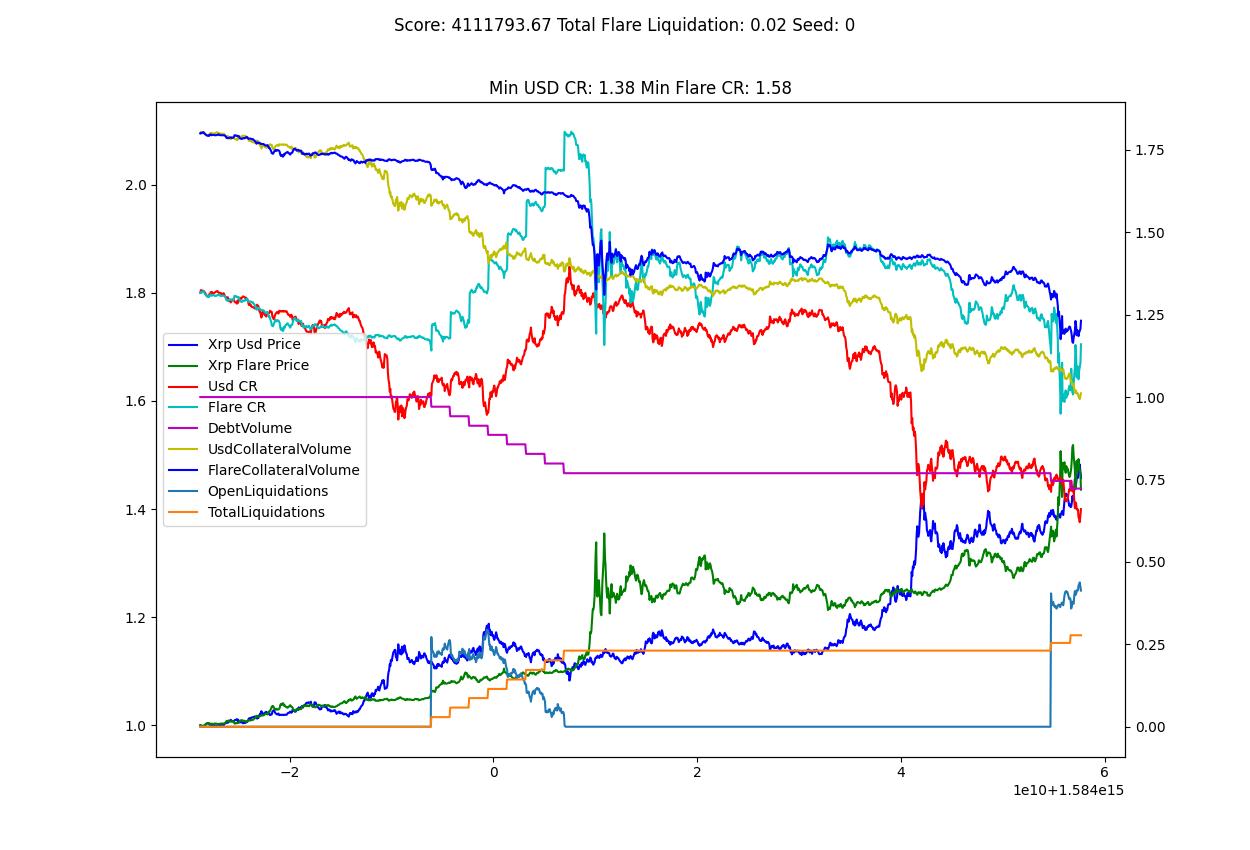 Score: 4111793.67 Total Flare Liquidation: 0.02 Seed: 0
Min USD CR: 1.38 Min Flare CR: 1.58
2.0
1.8
1.6
1.4
1.2
1.0
1.75
1.50
1.25
1.00
0.75
0.50
0.25
0.00
Xrp Usd Price
Xrp Flare Price
Usd CR
Flare CR
DebtVolume
UsdCollateralVolume
FlareCollateralVolume
OpenLiquidations
TotalLiquidations
−2 0 2 4 6
1e10+1.584e15